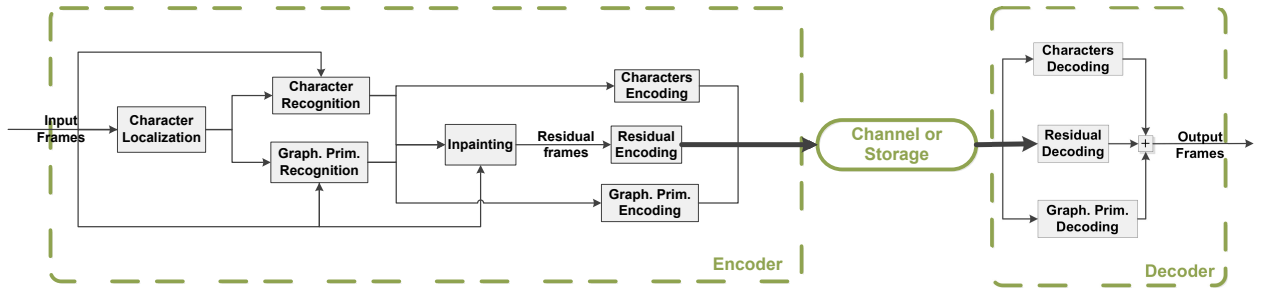 Input
Frames
Character
Localization
Character
Recognition
Graph. Prim.
Recognition
Inpainting
Residual
frames
Characters
Encoding
Residual
Encoding
Graph. Prim.
Encoding
Encoder
Channel or
Storage
Characters
Decoding
Residual
Decoding
Graph. Prim.
Decoding
+
Output
Frames
Decoder